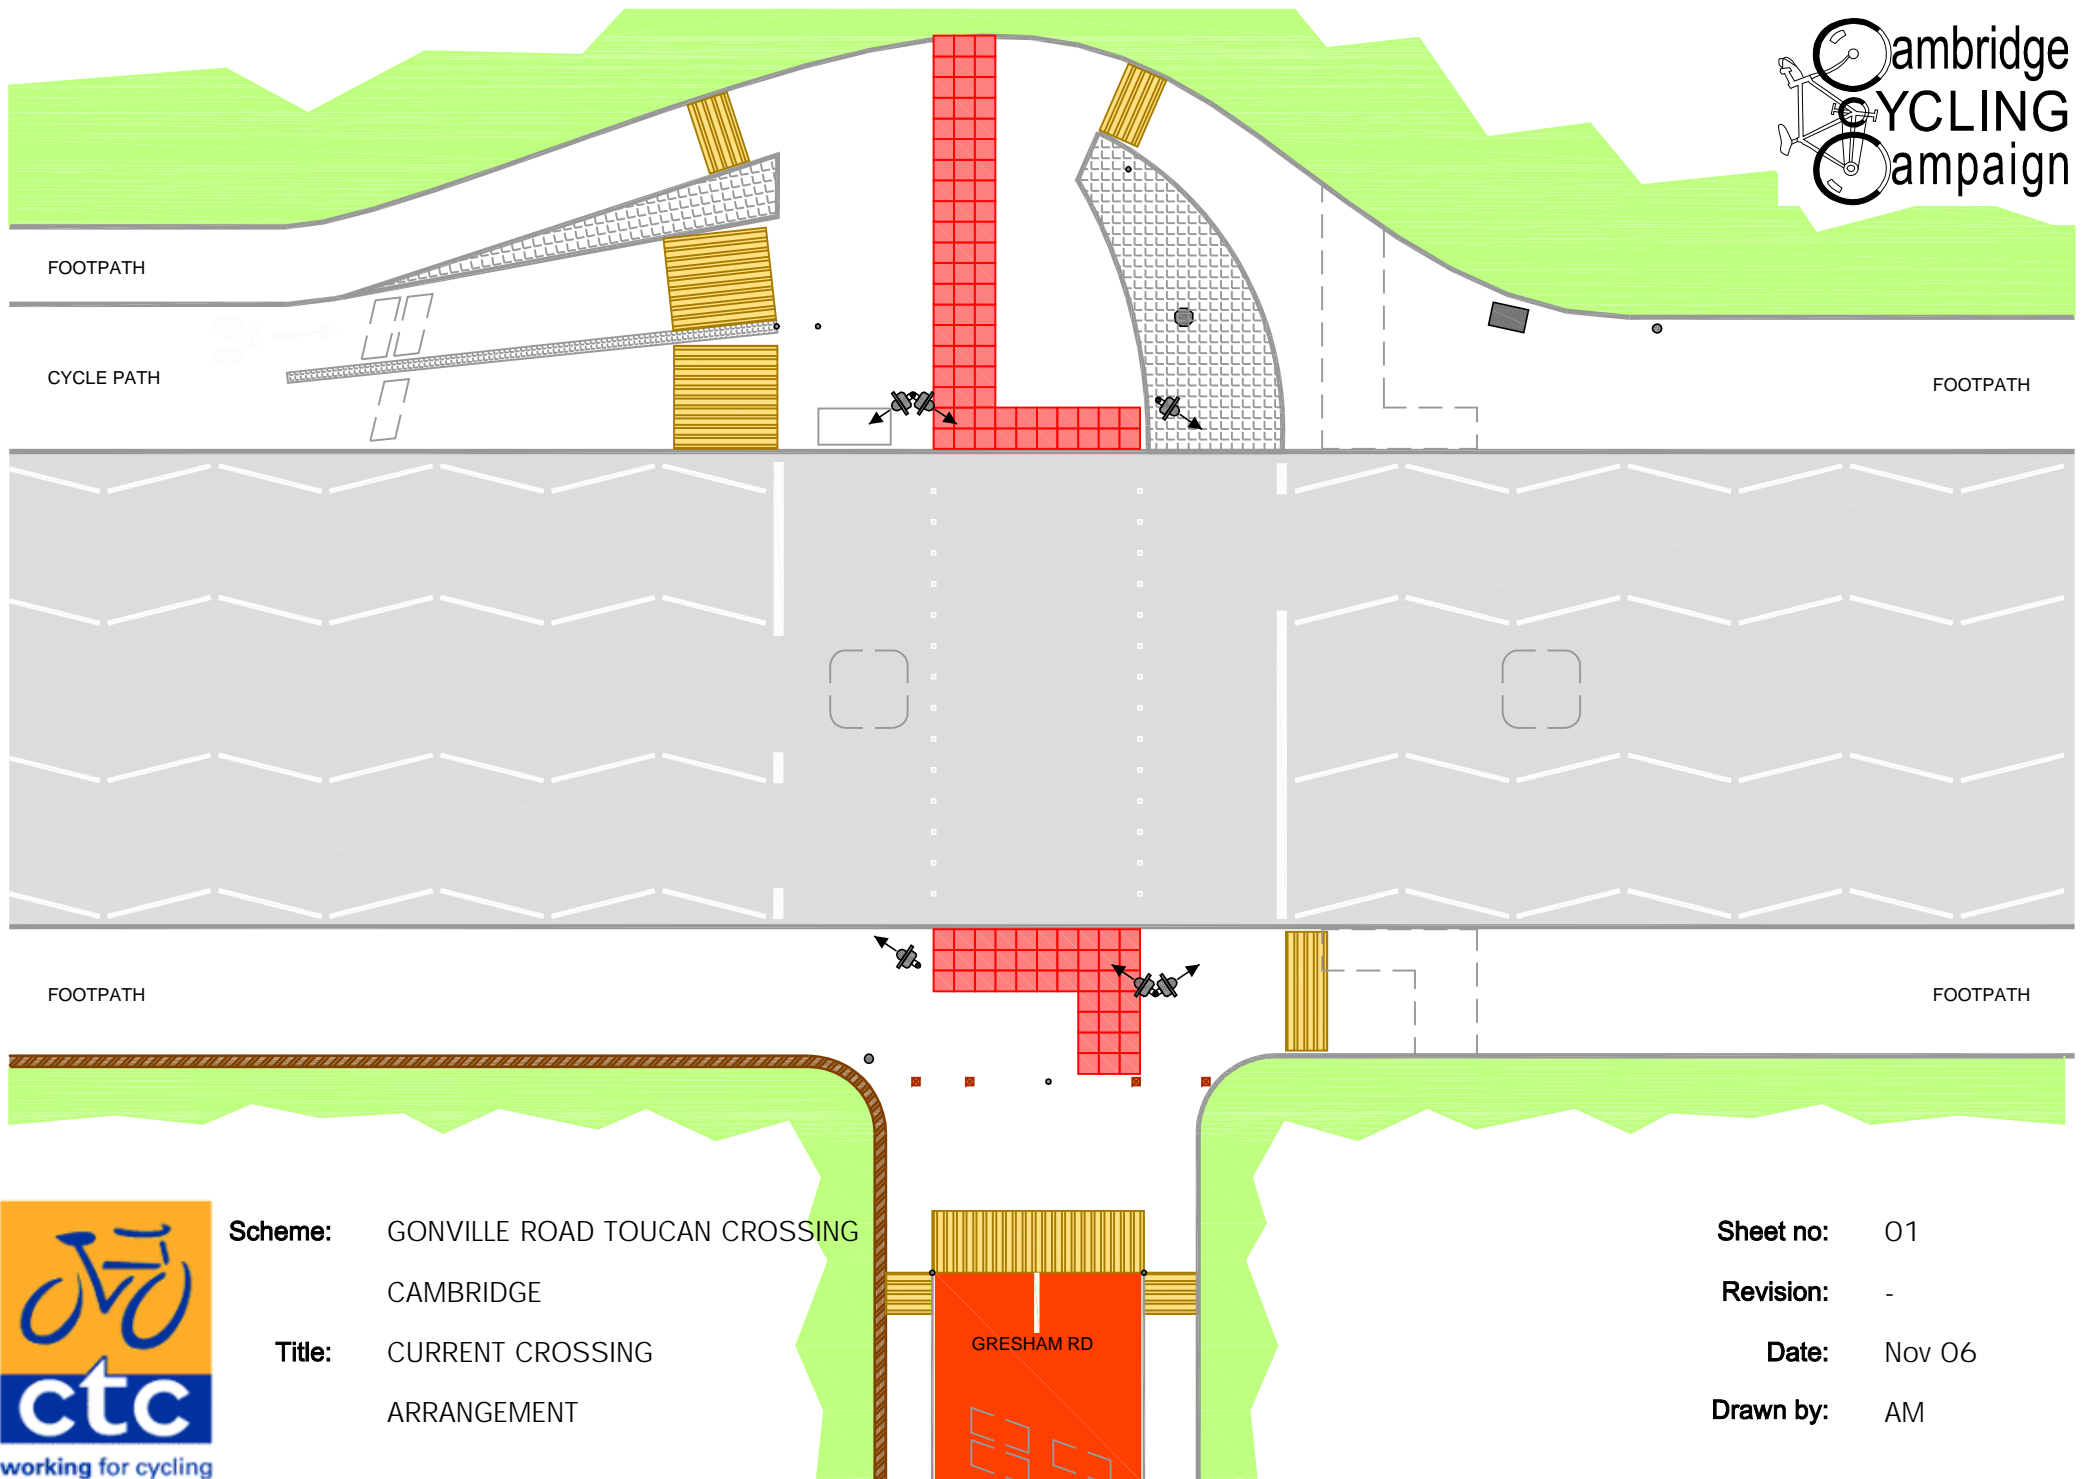 Cambridge
CYCLING
Campaign
FOOTPATH
CYCLE PATH
FOOTPATH
FOOTPATH
FOOTPATH
GRESHAM RD
ctc
working for cycling
Scheme: GONVILLE ROAD TOUCAN CROSSING
CAMBRIDGE
Title: CURRENT CROSSING
ARRANGEMENT
Sheet no: 01
Revision: -
Date: Nov 06
Drawn by: AM